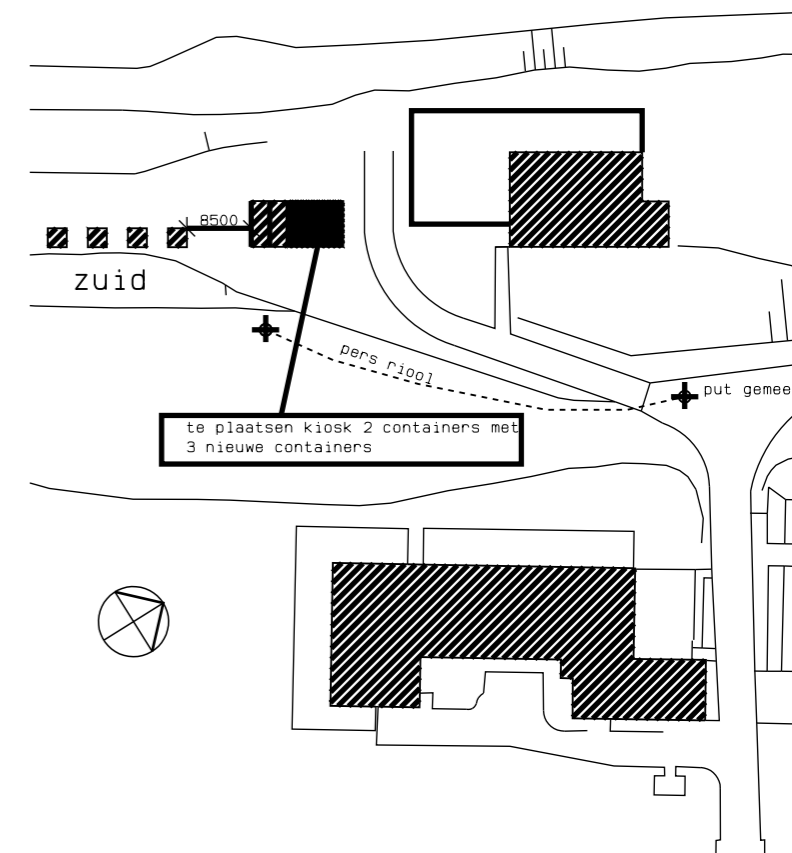 8500
zuid
pers riool
put gemee
te plaatsen kiosk 2 containers met
3 nieuwe containers